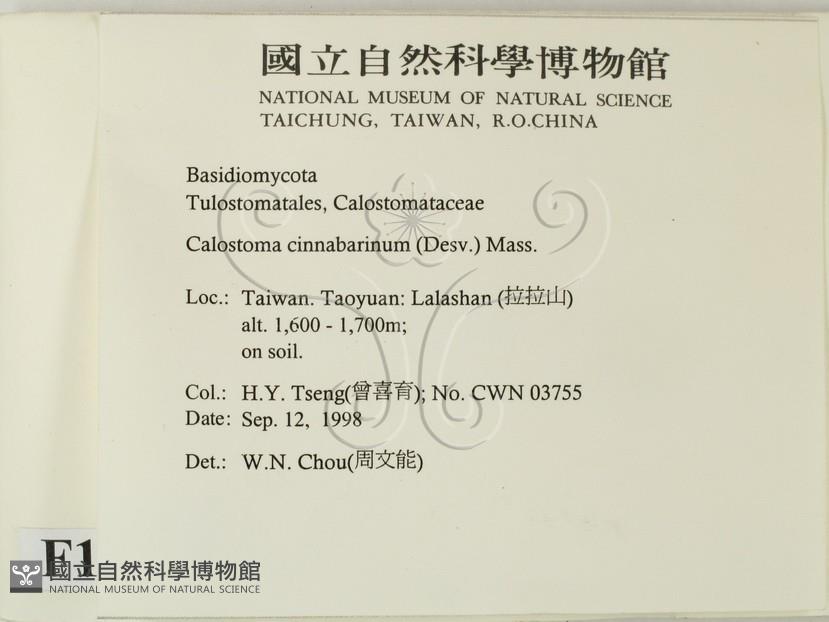 國立自然科學博物館
NATIONAL MUSEUM OF NATURAL SCIENCE
TAICHUNG, TAIWAN, R.O.CHINA
Basidiomycota
Tulostomatales, Calostomataceae
Calostoma cinnabarinum (Desv.) Mass.
Loc.: Taiwan. Taoyuan: Lalashan (拉拉山)
alt. 1,600 - 1,700m;
on soil.
Col.: H.Y. Tseng(曾喜育); No. CWN 03755
Date: Sep. 12, 1998
Det.: W.N. Chou(周文能)
F1
國立自然科學博物館
NATIONAL MUSEUM OF NATURAL SCIENCE